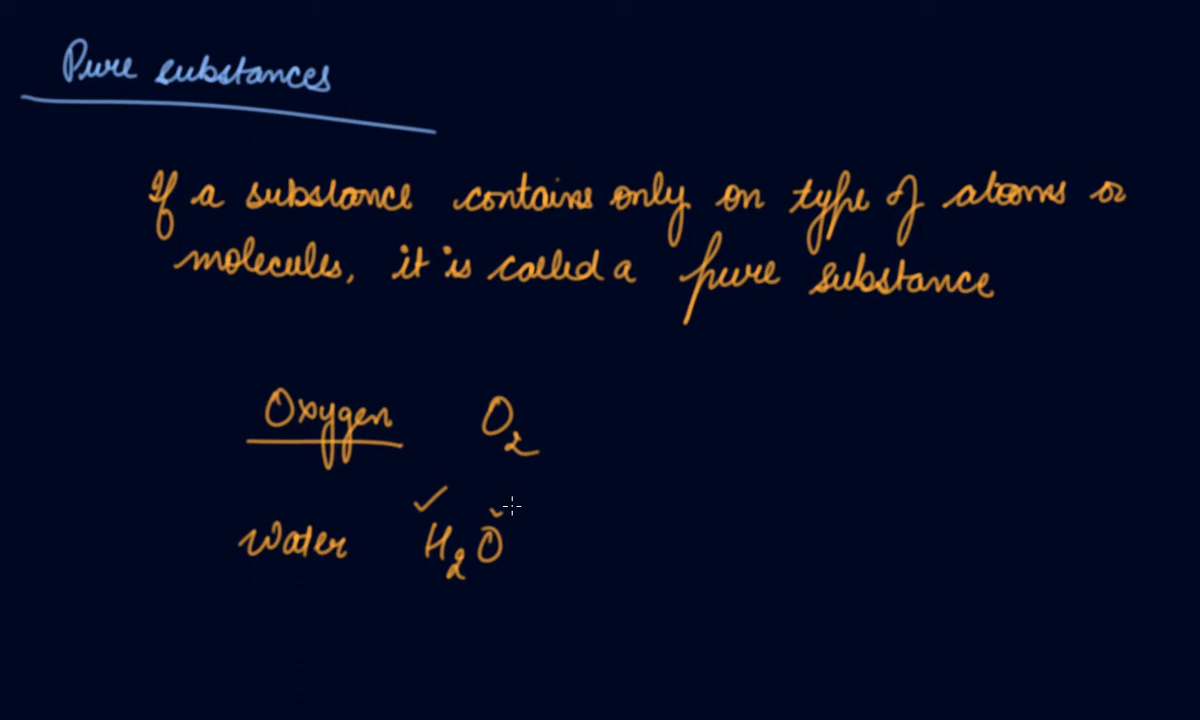 Pure substances
If a substance contains only on type of atoms or
molecules, it is called a pure substance
Oxygen O₂
Water H₂O